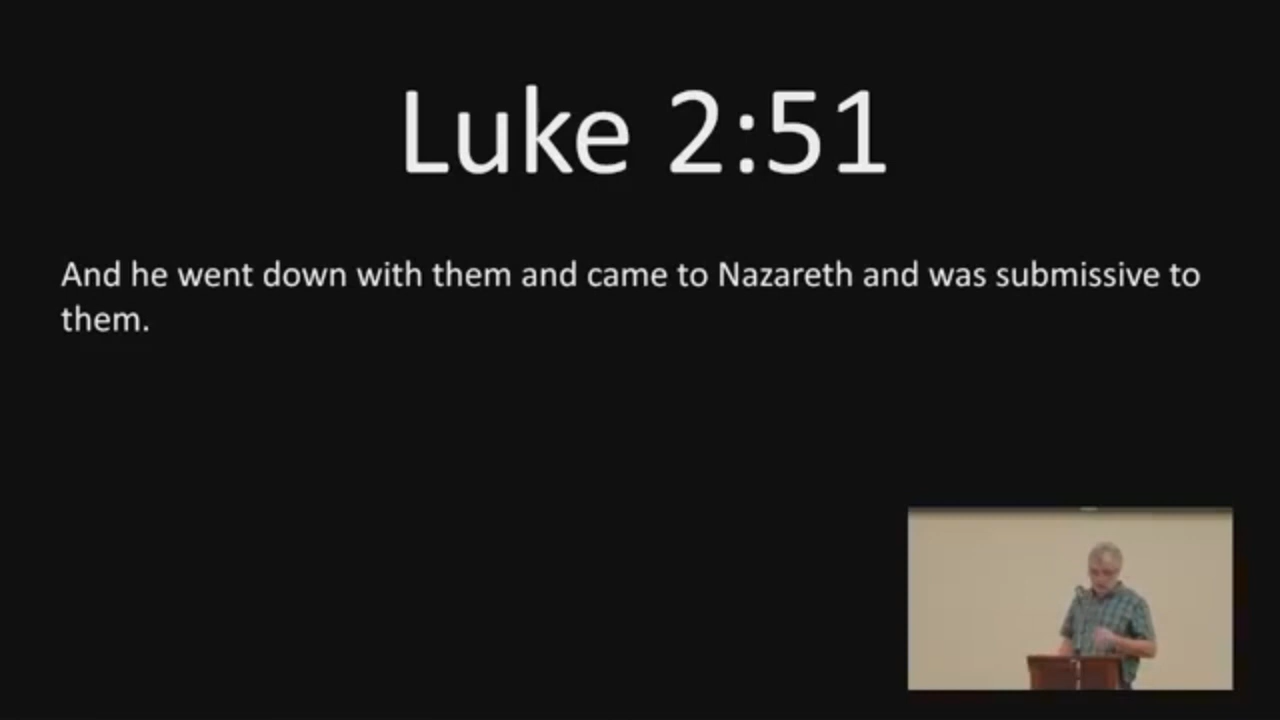 Luke 2:51
And he went down with them and came to Nazareth and was submissive to
them.